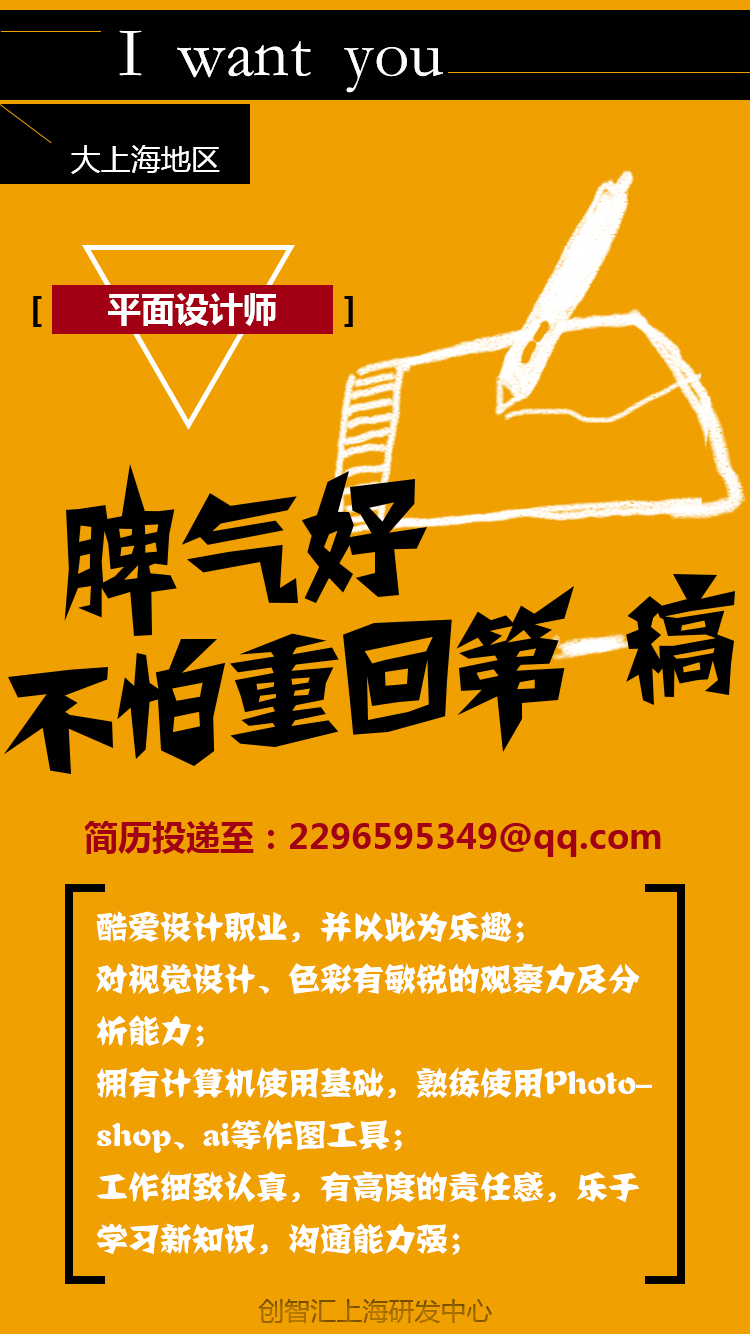 I want you
大上海地区
[ 平面设计师 ]
脾气好
不怕重回第一稿
简历投递至：2296595349@qq.com
酷爱设计职业，并以此为乐趣；
对视觉设计、色彩有敏锐的观察力及分
析能力；
拥有计算机使用基础，熟练使用Photo-
shop、ai等作图工具；
工作细致认真，有高度的责任感，乐于
学习新知识，沟通能力强；
创智汇上海研发中心